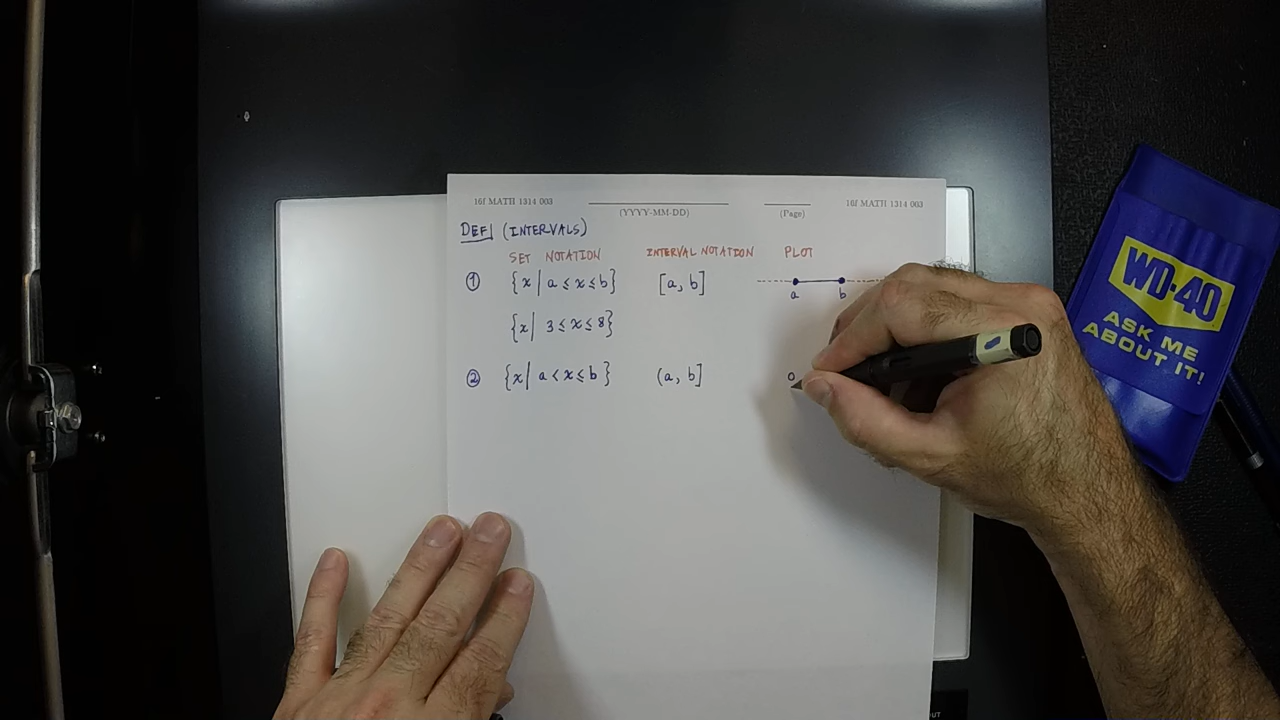 16f MATH 1314 003 (YYYY-MM-DD) (Page) 16f MATH 1314 003
DEF (INTERVALS)
SET NOTATION INTERVAL NOTATION PLOT
① {x | a ≤ x ≤ b} [a, b]
a b
{x | 3 ≤ x ≤ 8}
② {x | a < x ≤ b } (a, b]
WD-40
ASK ME
ABOUT IT!